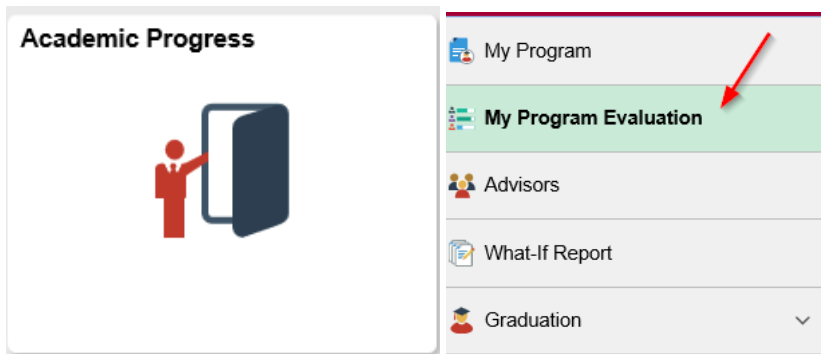 Academic Progress
My Program
My Program Evaluation
Advisors
What-If Report
Graduation